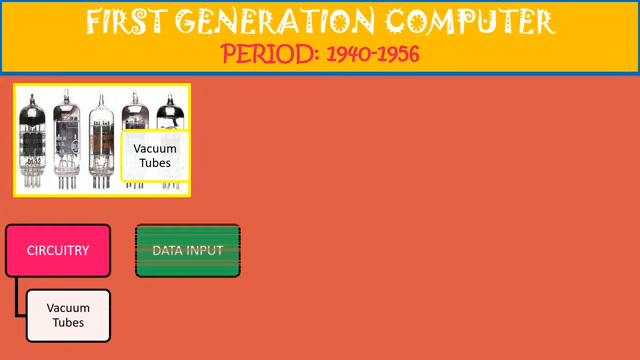 FIRST GENERATION COMPUTER
PERIOD: 1940-1956
Vacuum
Tubes
CIRCUITRY
DATA INPUT
Vacuum
Tubes